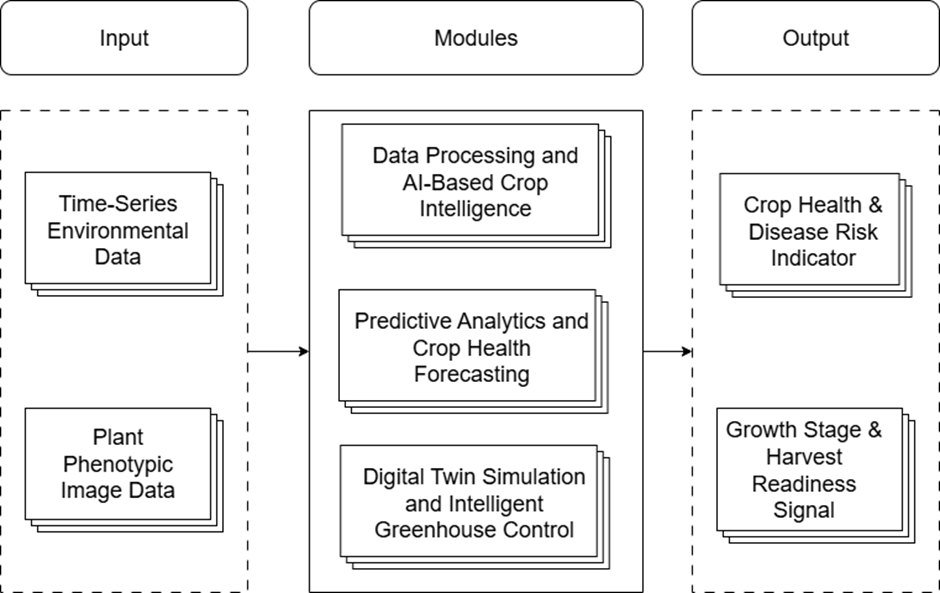 Input
Modules
Output
Time-Series
Environmental
Data
Plant
Phenotypic
Image Data
Data Processing and
AI-Based Crop
Intelligence
Predictive Analytics and
Crop Health
Forecasting
Digital Twin Simulation
and Intelligent
Greenhouse Control
Crop Health &
Disease Risk
Indicator
Growth Stage &
Harvest
Readiness
Signal